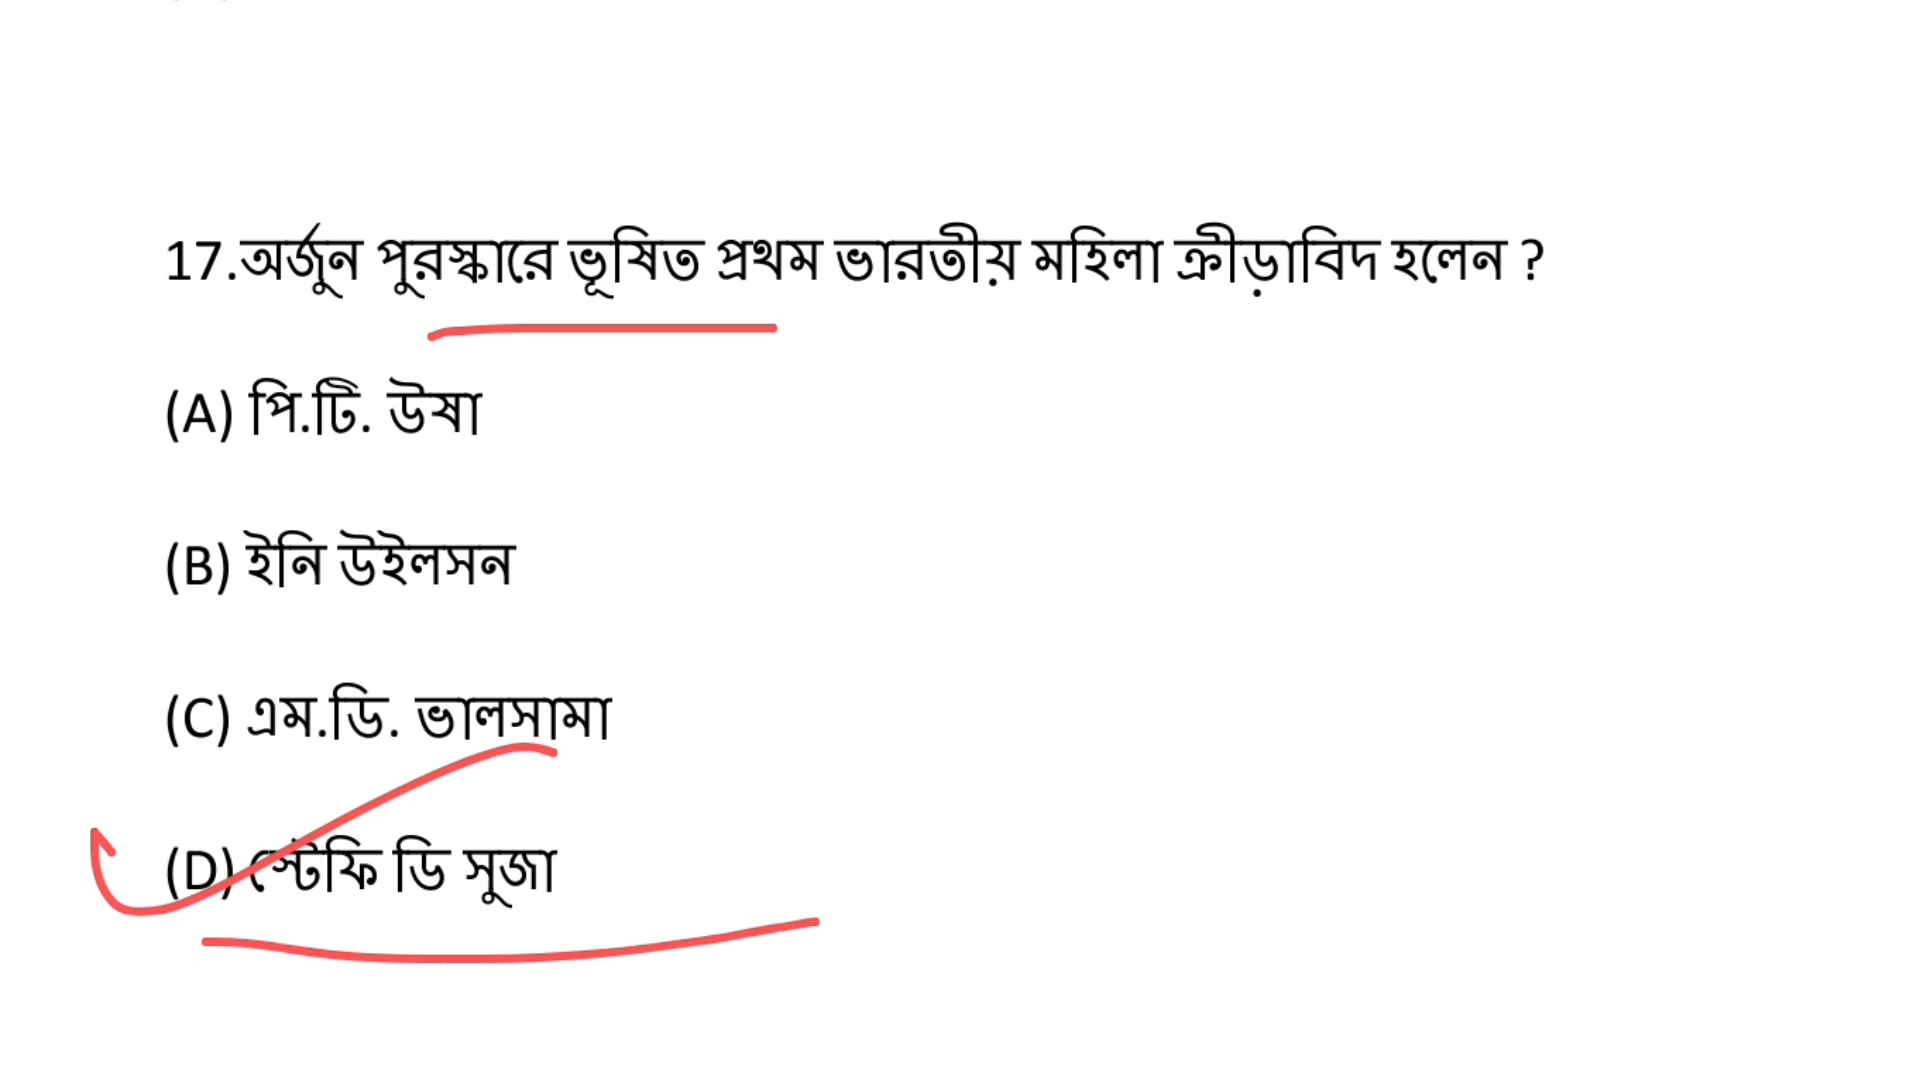 17.অর্জুন পুরস্কারে ভূষিত প্রথম ভারতীয় মহিলা ক্রীড়াবিদ হলেন ?
(A) পি.টি. উষা
(B) ইনি উইলসন
(C) এম.ডি. ভালসামা
(D) স্টেফি ডি সুজা